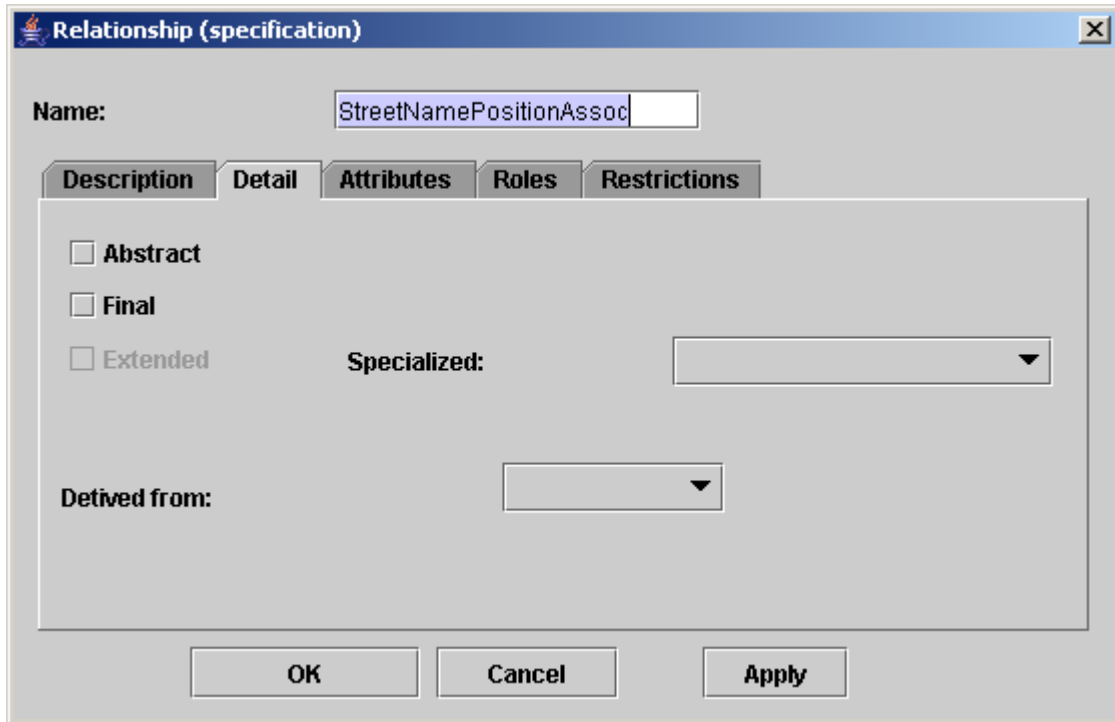 Relationship (specification)
Name: StreetNamePositionAssoc
Description Detail Attributes Roles Restrictions
Abstract
Final
Extended Specialized:
Detived from:
OK Cancel Apply